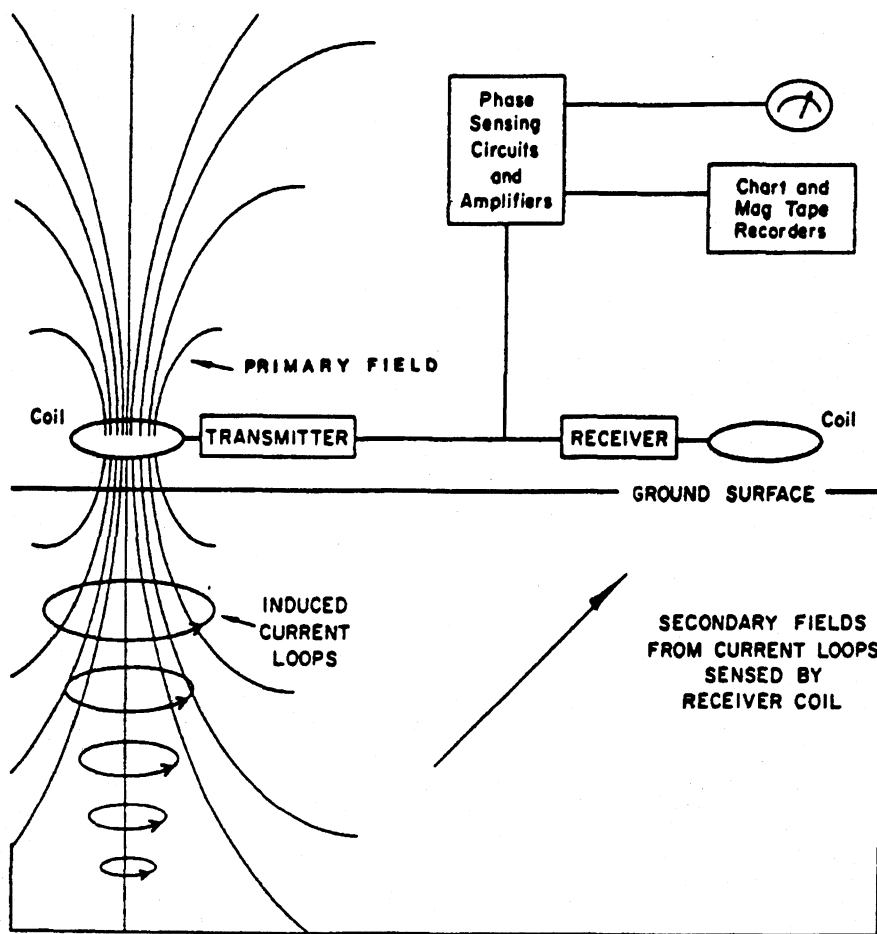 Phase
Sensing
Circuits
and
Amplifiers
Chart and
Mag Tape
Recorders
PRIMARY FIELD
Coil
TRANSMITTER
RECEIVER
Coil
GROUND SURFACE
INDUCED
CURRENT
LOOPS
SECONDARY FIELDS
FROM CURRENT LOOPS
SENSED BY
RECEIVER COIL